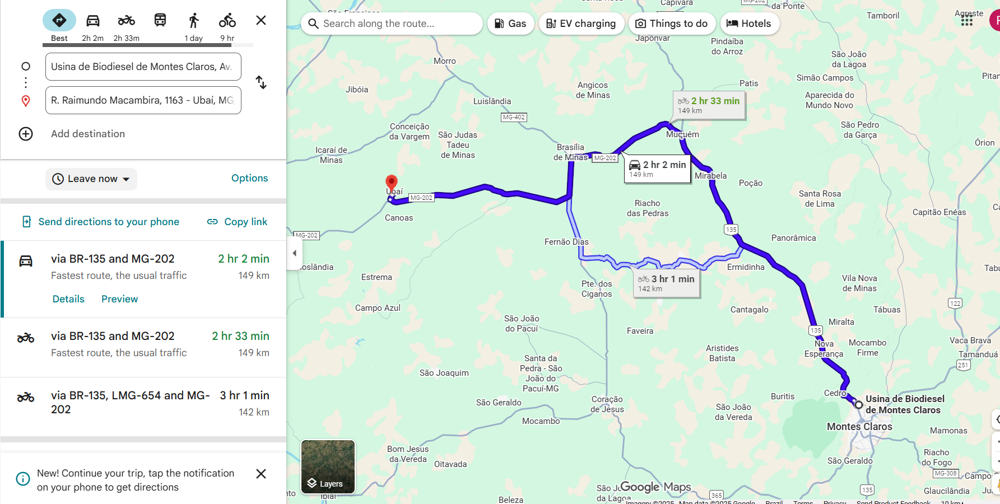 Best
2h 2m
2h 33m
1 day
9 hr
Usina de Biodiesel de Montes Claros, Av.
R. Raimundo Macambira, 1163 - Ubaí, MG
Add destination
Leave now
Options
Send directions to your phone
Copy link
via BR-135 and MG-202
2 hr 2 min
Fastest route, the usual traffic
149 km
Details
Preview
via BR-135 and MG-202
2 hr 33 min
Fastest route, the usual traffic
149 km
via BR-135, LMG-654 and MG-
202
3 hr 1 min
142 km
New! Continue your trip, tap the notification
on your phone to get directions
Search along the route...
Gas
EV charging
Things to do
Hotels
Capivara
MG-202
da Ponte
Tamboril
Agreste
Japonvar
Pindaíba
do Arroz
São João
da Lagoa
Morro
Simão Campos
Jibóia
Angicos
de Minas
Patis
Luislândia
Aparecida do
Mundo Novo
2 hr 33 min
149 km
MG-402
Conceição
da Vargem
São Judas
Tadeu
de Minas
São Pedro
da Garça
Muquém
Órion
Icaraí de
Minas
Brasília
de Minas
MG-202
2 hr 2 min
149 km
Mirabela
Poção
Ubaí
MG-202
Santa Rosa
de Lima
Riacho
das Pedras
Canoas
Capitão Enéas
MG-202
135
Panorâmica
Fernão Dias
oslândia
Ermidinha
Estrema
3 hr 1 min
142 km
Pte. dos
Ciganos
Vila Nova
de Minas
Campo Azul
Cantagalo
Tábuas
122
São João
do Pacuí
Faveira
Miralta
135
Nova
Esperança
Mocambo
Firme
Vaca Brava
Tamanduá
Aristides
Batista
251
Santa da
Pedra - São
João do
Pacuí-MG
São Joaquim
Cedro
Buritis
Usina de Biodiesel
de Montes Claros
São Geraldo
Coração
de Jesus
São João
da Vereda
Mocambo
Montes Claros
Mamonas
Bom Jesus
da Vereda
Oitavada
Riacho
do Fogo
São Geraldo
MG-308
Layers
Google Maps
da Lagoa
365
135
Glaucilândia
Beleza
Imagery ©2025
Map data ©2025 Google
Brazil
Terms
Privacy
Send Product Feedback
10 km